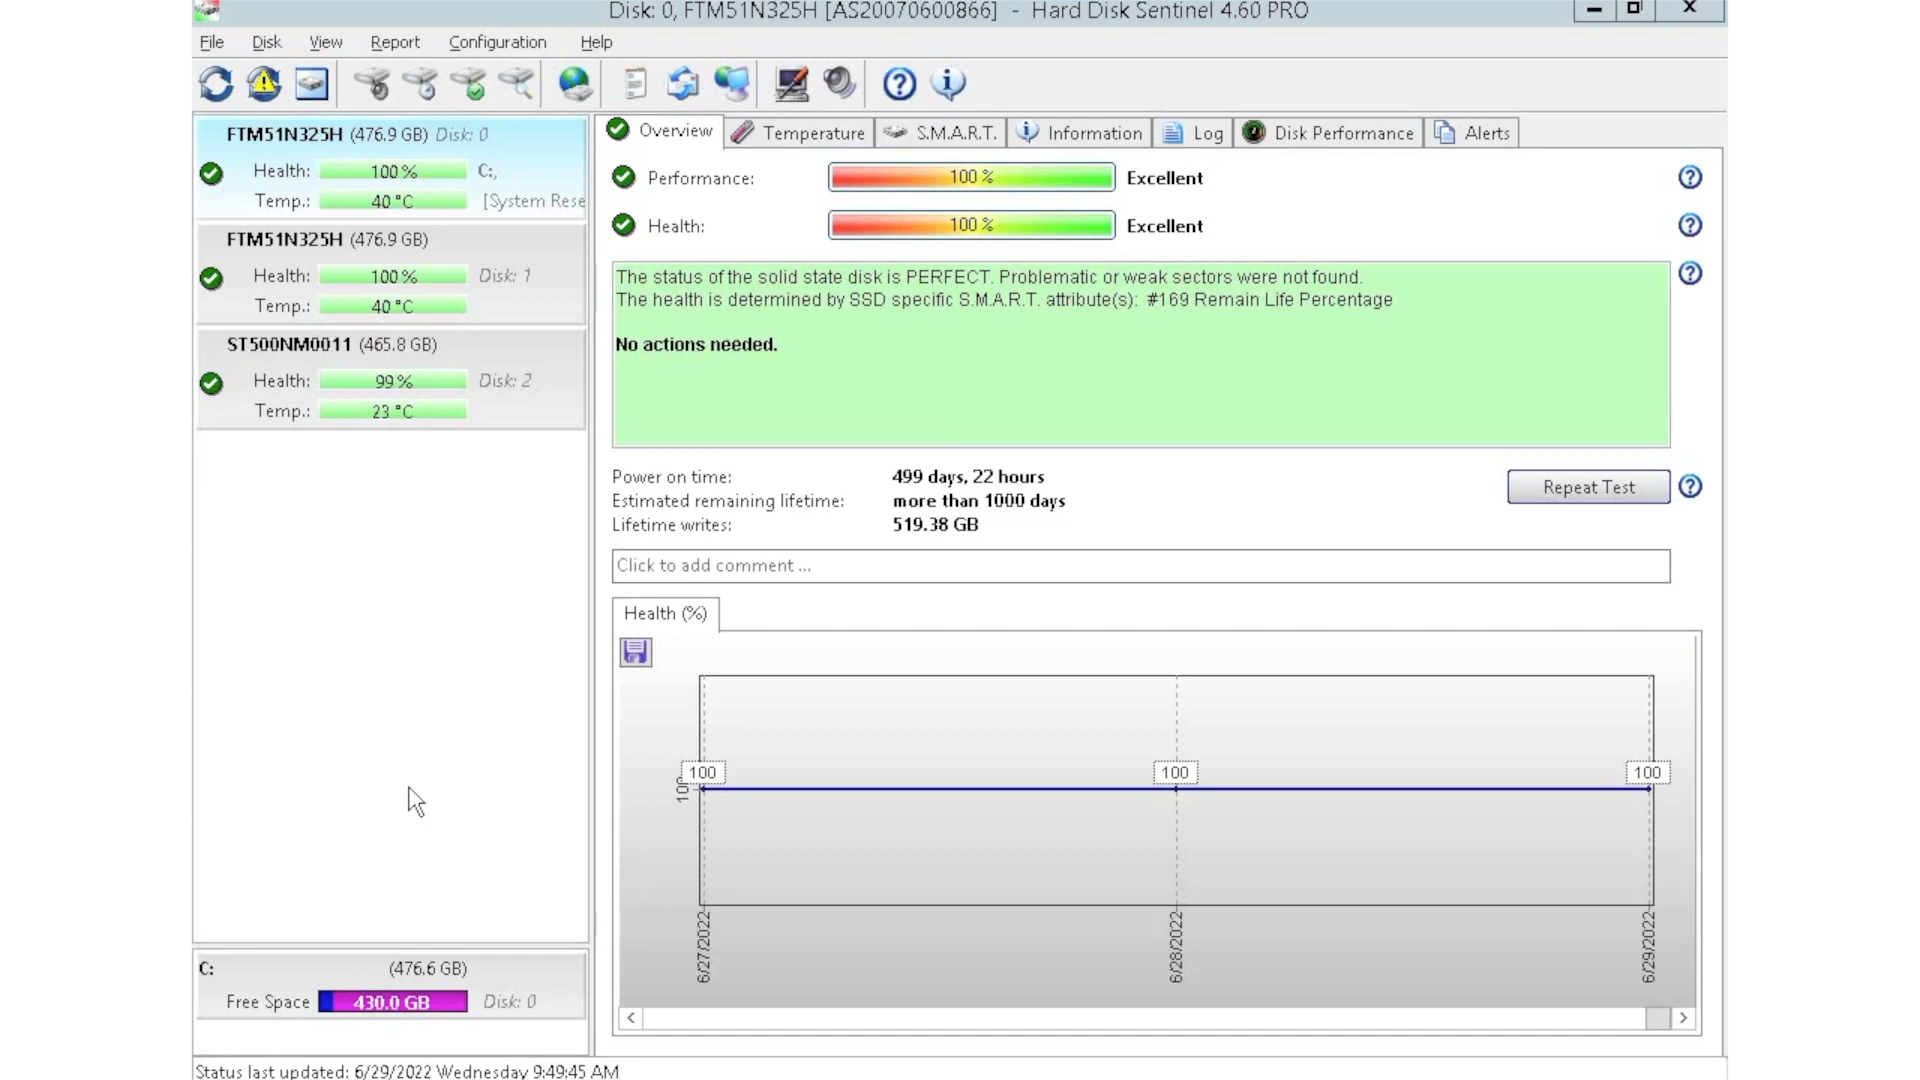 Disk: 0, FTM51N325H [AS20070600866] - Hard Disk Sentinel 4.60 PRO
File Disk View Report Configuration Help
FTM51N325H (476.9 GB) Disk: 0
Health: 100 % C:,
Temp.: 40 °C [System Rese
FTM51N325H (476.9 GB)
Health: 100 % Disk: 1
Temp.: 40 °C
ST500NM0011 (465.8 GB)
Health: 99 % Disk: 2
Temp.: 23 °C
C: (476.6 GB)
Free Space 430.0 GB Disk: 0
Overview Temperature S.M.A.R.T. Information Log Disk Performance Alerts
Performance: 100 % Excellent
Health: 100 % Excellent
The status of the solid state disk is PERFECT. Problematic or weak sectors were not found.
The health is determined by SSD specific S.M.A.R.T. attribute(s): #169 Remain Life Percentage
No actions needed.
Power on time: 499 days, 22 hours
Estimated remaining lifetime: more than 1000 days
Lifetime writes: 519.38 GB
Repeat Test
Click to add comment ...
Health (%)
100
100 100 100
6/27/2022 6/28/2022 6/29/2022
Status last updated: 6/29/2022 Wednesday 9:49:45 AM